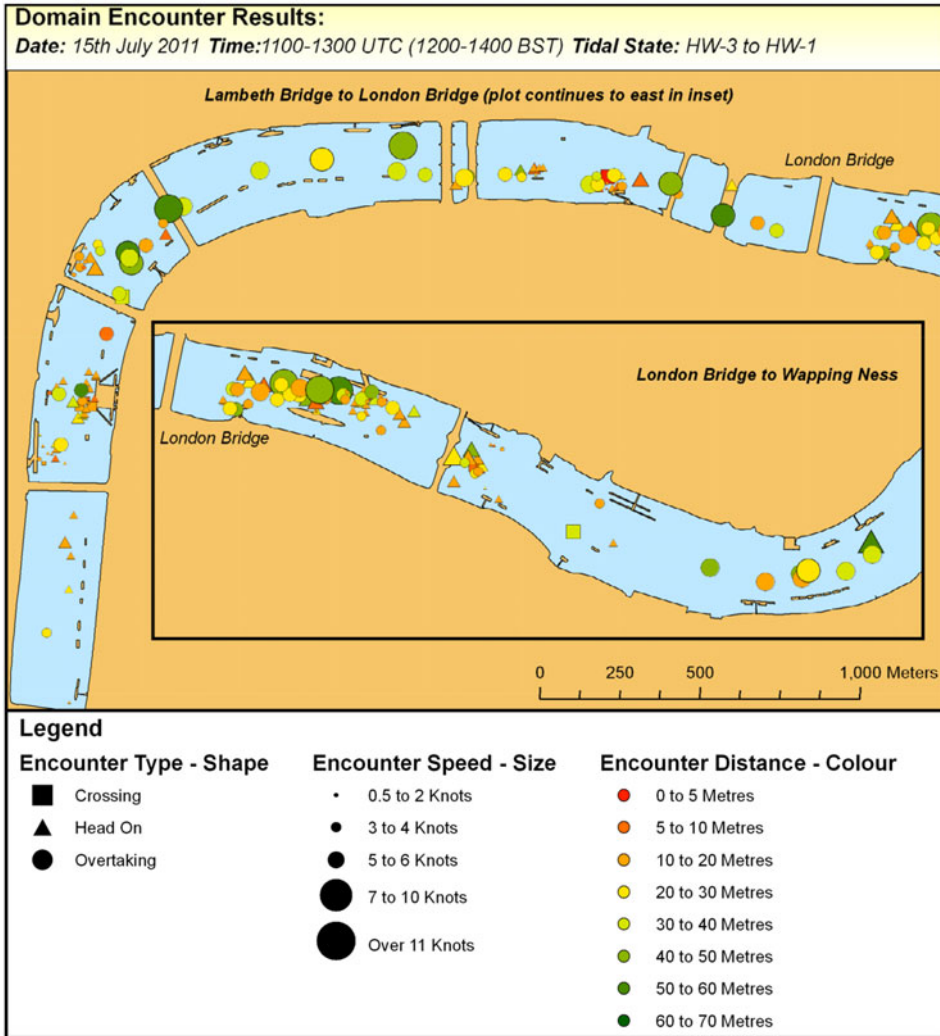 Domain Encounter Results:
Date: 15th July 2011 Time:1100-1300 UTC (1200-1400 BST) Tidal State: HW-3 to HW-1
Lambeth Bridge to London Bridge (plot continues to east in inset)
London Bridge
London Bridge to Wapping Ness
London Bridge
0 250 500 1,000 Meters
Legend
Encounter Type - Shape
Crossing
Head On
Overtaking
Encounter Speed - Size
0.5 to 2 Knots
3 to 4 Knots
5 to 6 Knots
7 to 10 Knots
Over 11 Knots
Encounter Distance - Colour
0 to 5 Metres
5 to 10 Metres
10 to 20 Metres
20 to 30 Metres
30 to 40 Metres
40 to 50 Metres
50 to 60 Metres
60 to 70 Metres